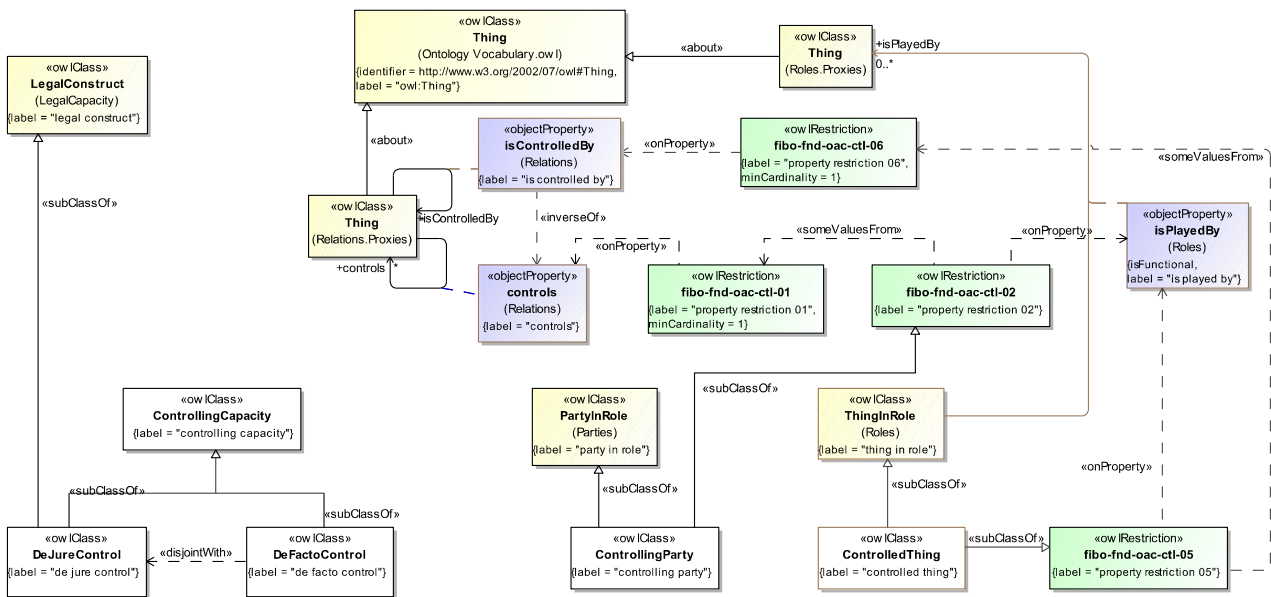 «owlClass»
Thing
(Ontology Vocabulary.owl)
{identifier = http://www.w3.org/2002/07/owl#Thing,
label = "owl:Thing"}
«about»
«owlClass»
Thing
(Roles.Proxies)
+isPlayedBy
0..*
«owlClass»
LegalConstruct
(LegalCapacity)
{label = "legal construct"}
«about»
«objectProperty»
isControlledBy
(Relations)
{label = "is controlled by"}
«onProperty»
«owlRestriction»
fibo-fnd-oac-ctl-06
{label = "property restriction 06",
minCardinality = 1}
«someValuesFrom»
«subClassOf»
«owlClass»
Thing
(Relations.Proxies)
+isControlledBy
+controls
*
«inverseOf»
«onProperty»
«someValuesFrom»
«onProperty»
«objectProperty»
isPlayedBy
(Roles)
{isFunctional,
label = "is played by"}
«objectProperty»
controls
(Relations)
{label = "controls"}
«owlRestriction»
fibo-fnd-oac-ctl-01
{label = "property restriction 01",
minCardinality = 1}
«owlRestriction»
fibo-fnd-oac-ctl-02
{label = "property restriction 02"}
«subClassOf»
«owlClass»
ControllingCapacity
{label = "controlling capacity"}
«owlClass»
PartyInRole
(Parties)
{label = "party in role"}
«owlClass»
ThingInRole
(Roles)
{label = "thing in role"}
«onProperty»
«subClassOf»
«subClassOf»
«subClassOf»
«subClassOf»
«owlClass»
DeJureControl
{label = "de jure control"}
«disjointWith»
«owlClass»
DeFactoControl
{label = "de facto control"}
«owlClass»
ControllingParty
{label = "controlling party"}
«owlClass»
ControlledThing
{label = "controlled thing"}
«subClassOf»
«owlRestriction»
fibo-fnd-oac-ctl-05
{label = "property restriction 05"}